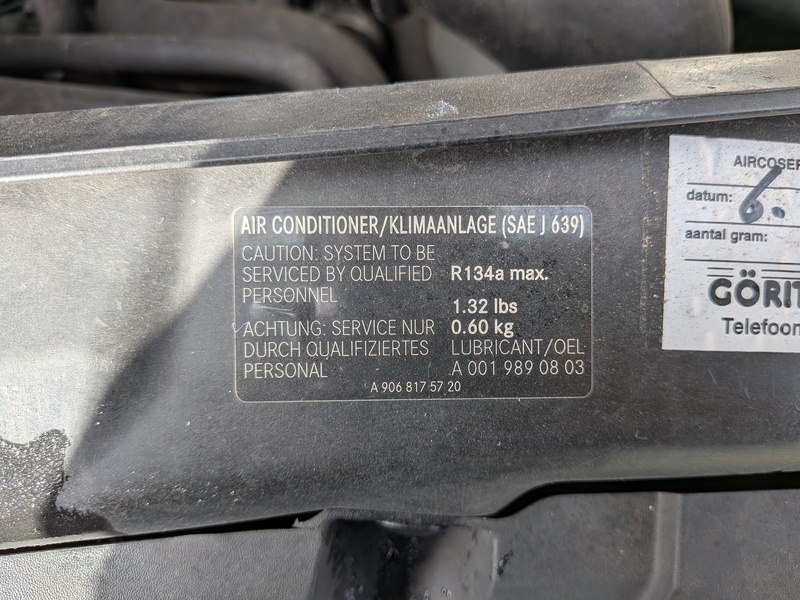 AIR CONDITIONER/KLIMAANLAGE (SAE J 639)
CAUTION: SYSTEM TO BE
SERVICED BY QUALIFIED
PERSONNEL
R134a max.
1.32 lbs
0.60 kg
ACHTUNG: SERVICE NUR
DURCH QUALIFIZIERTES
PERSONAL
LUBRICANT/OEL
A 001 989 08 03
A 906 817 57 20
datum: 6.
aantal gram:
Telefoon